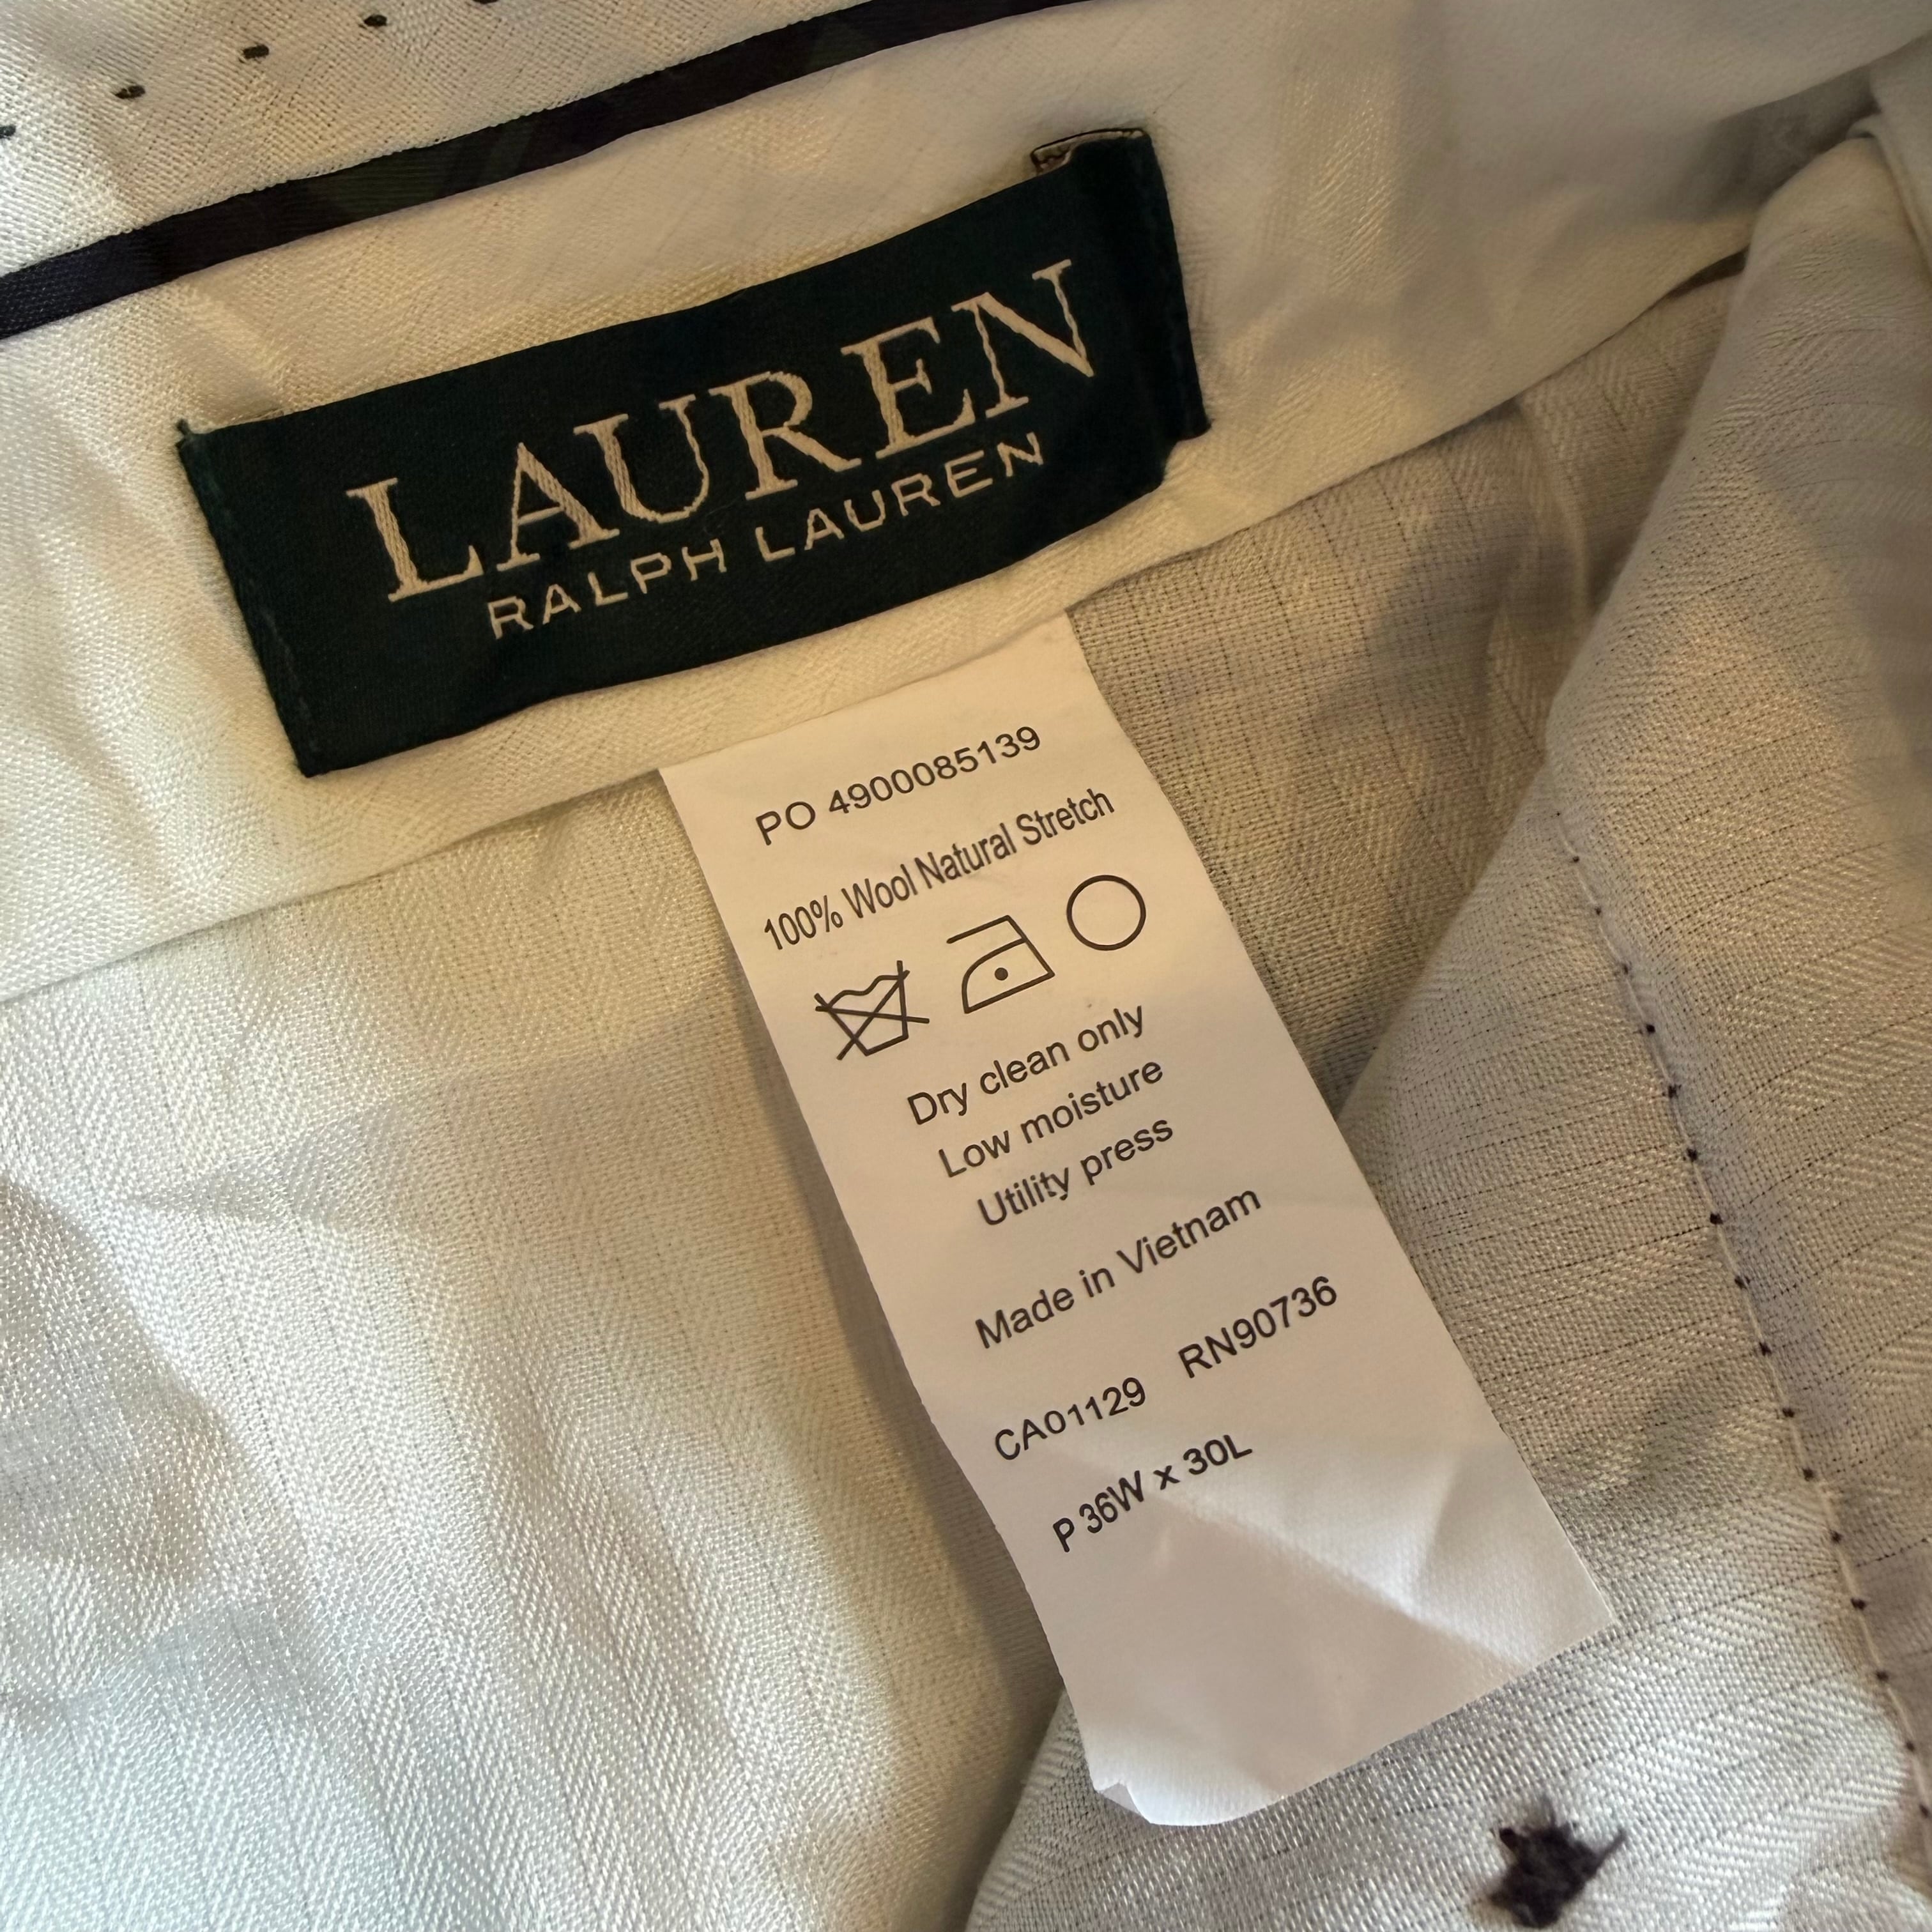 LAUREN
RALPH LAUREN
PO 4900085139
100% Wool Natural Stretch
Dry clean only
Low moisture
Utility press
Made in Vietnam
CA01129 RN90736
P 36W x 30L